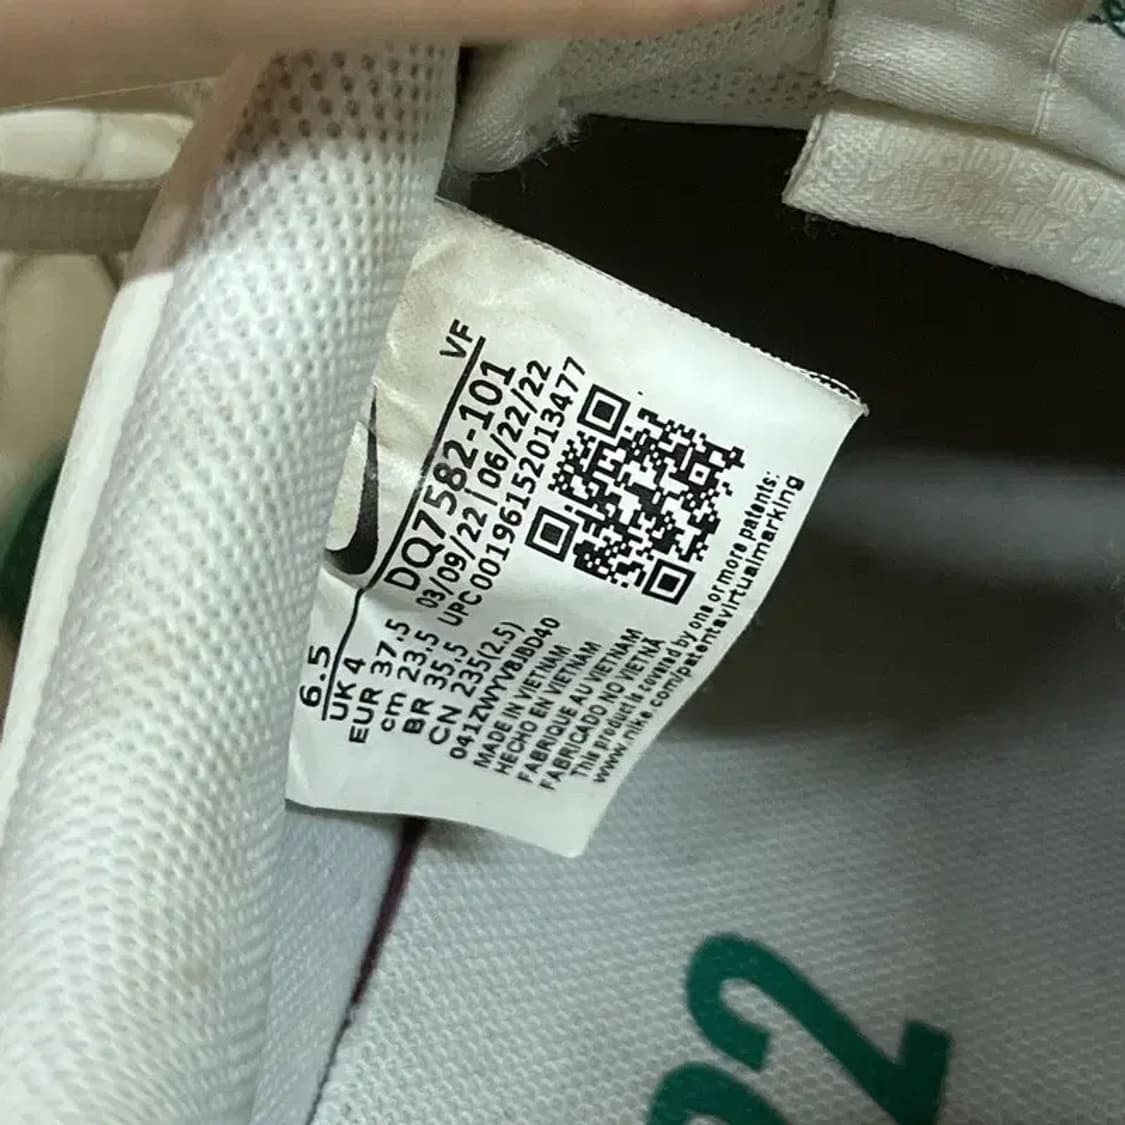 VF
6.5
DQ7582-101
UK 4
03/09/22 | 06/22/22
EUR 37.5
UPC 00196152013477
cm 23.5
BR 35.5
CN 235(2.5)
041ZWYVBJBD40
MADE IN VIETNAM
HECHO EN VIETNAM
FABRIQUE AU VIETNAM
FABRICADO NO VIETNÃ
This product is covered by one or more patents:
www.nike.com/patentsvirtualmarking